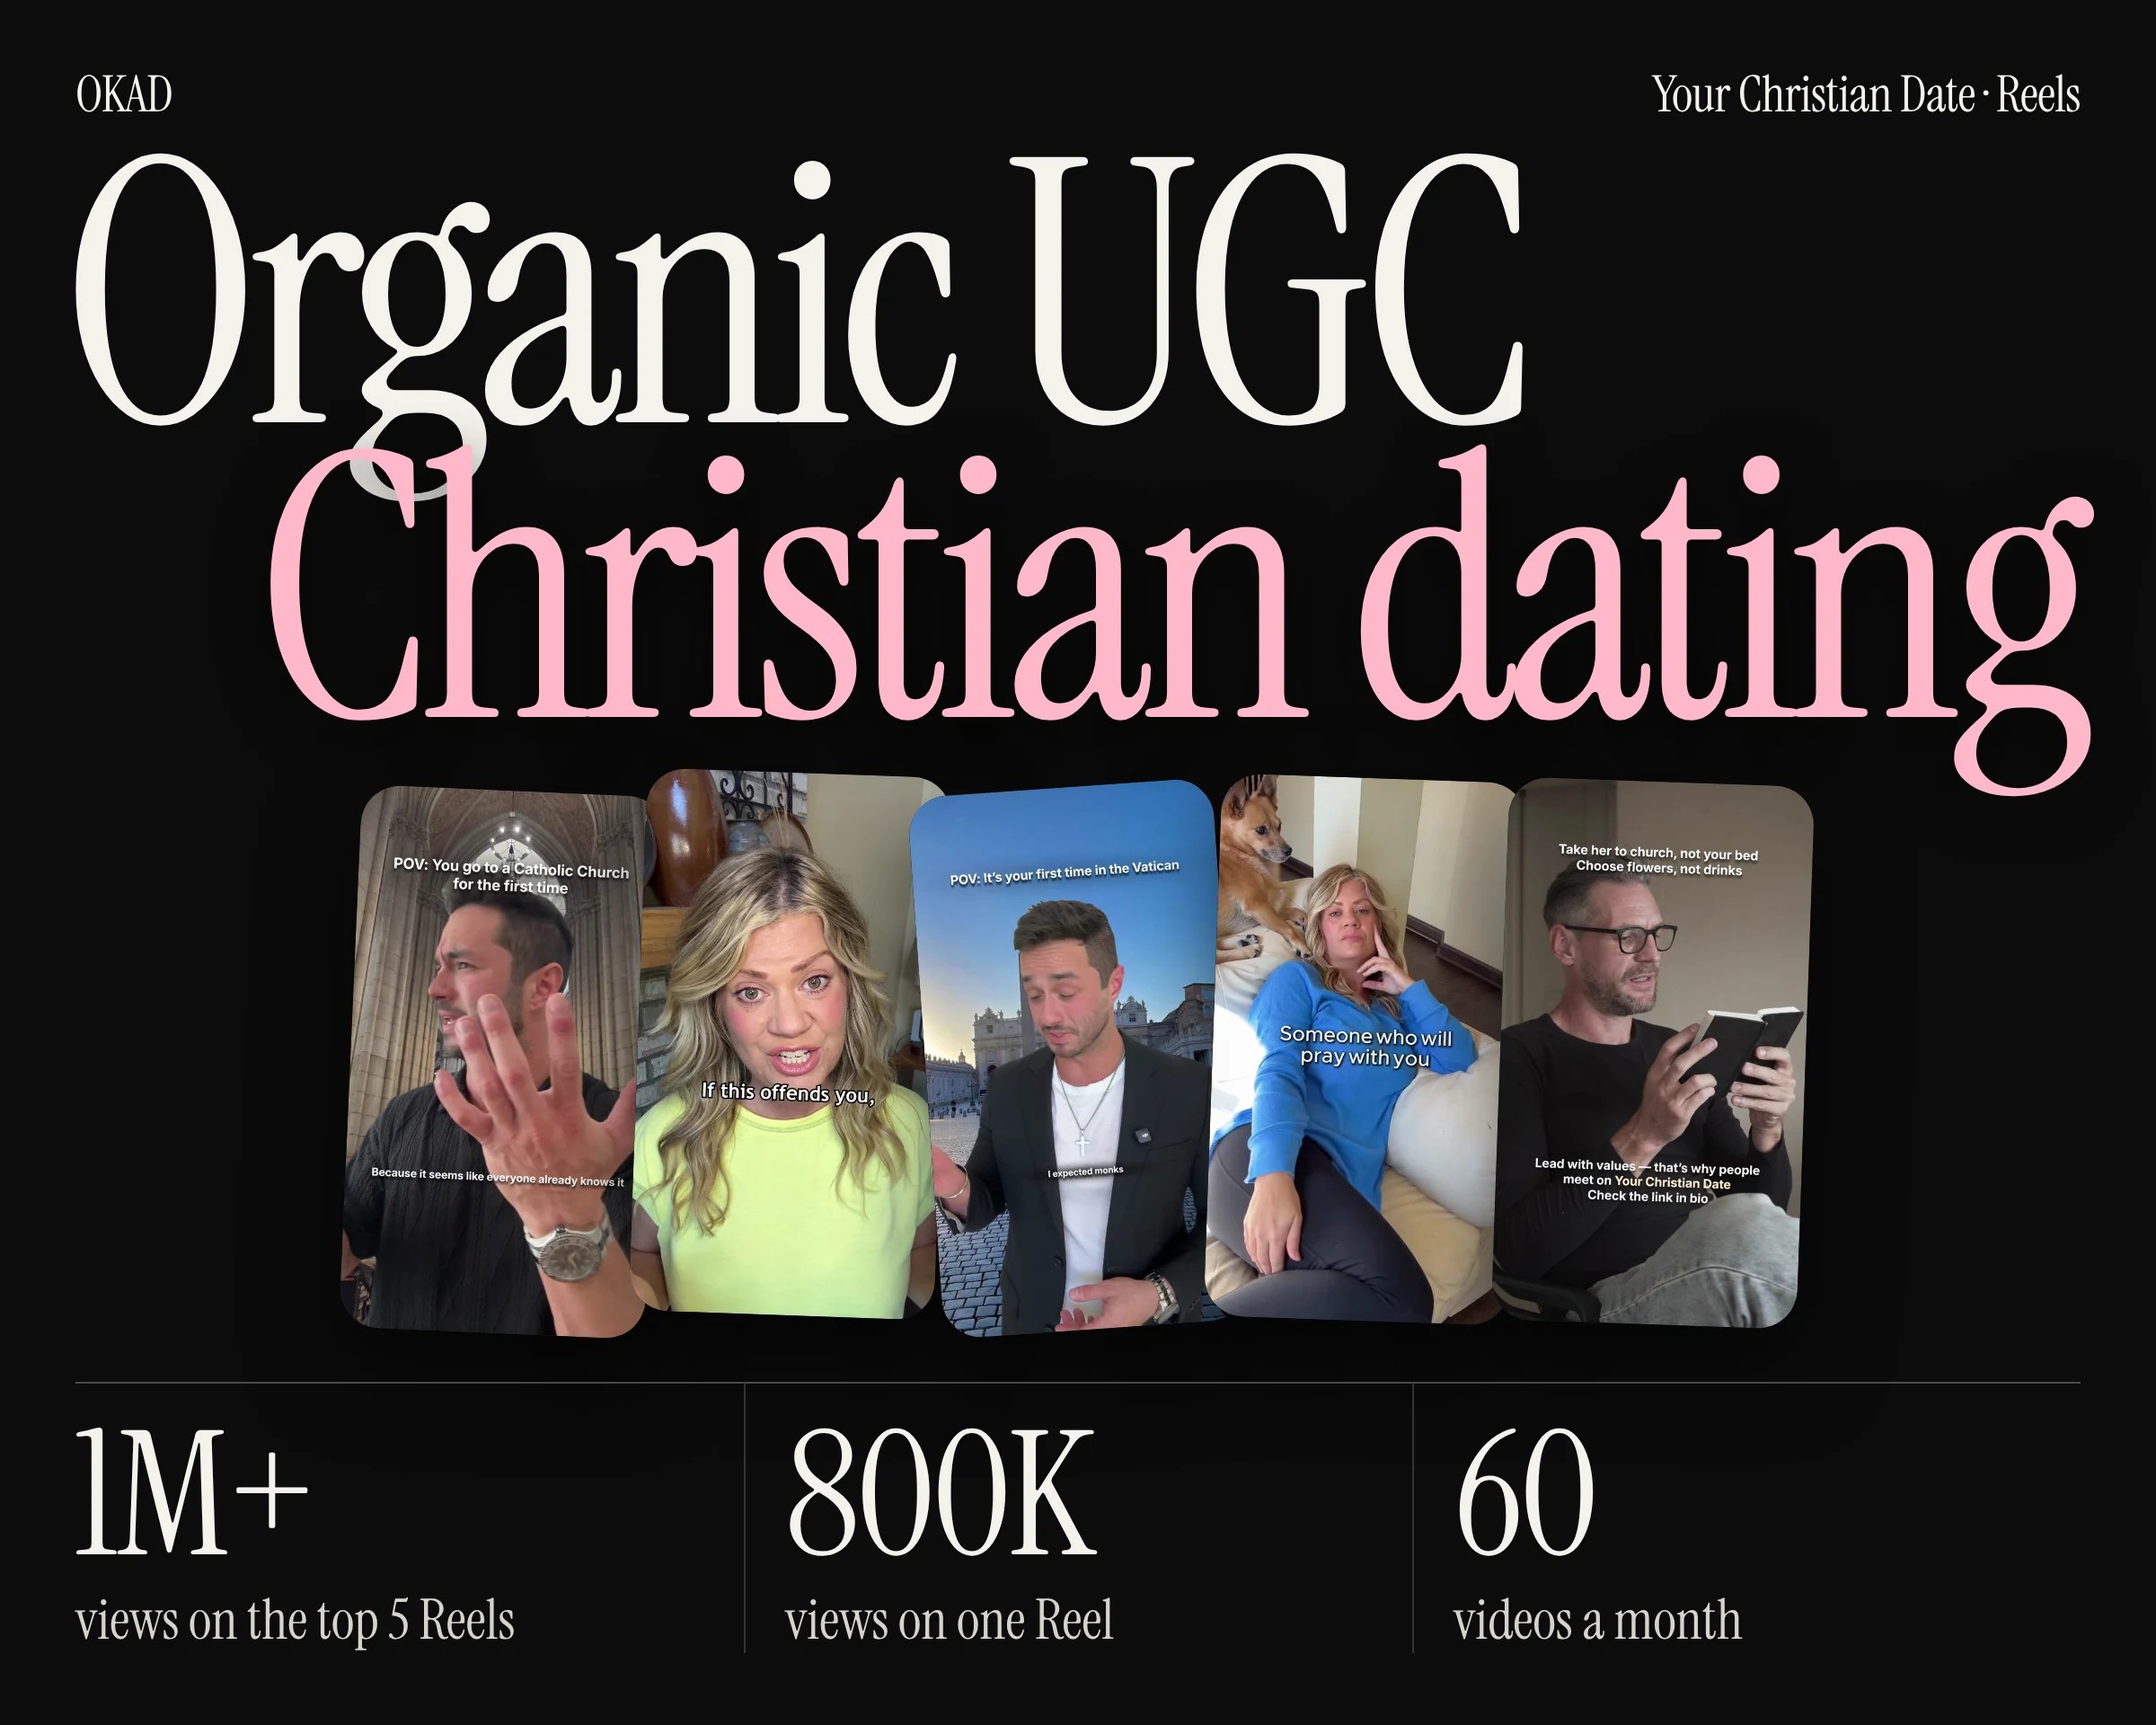 OKAD
Your Christian Date · Reels
Organic UGC
Christian dating
POV: You go to a Catholic Church
for the first time
Because it seems like everyone already knows it
If this offends you,
POV: It's your first time in the Vatican
I expected monks
Someone who will
pray with you
Take her to church, not your bed
Choose flowers, not drinks
Lead with values — that's why people
meet on Your Christian Date
Check the link in bio
1M+
views on the top 5 Reels
800K
views on one Reel
60
videos a month